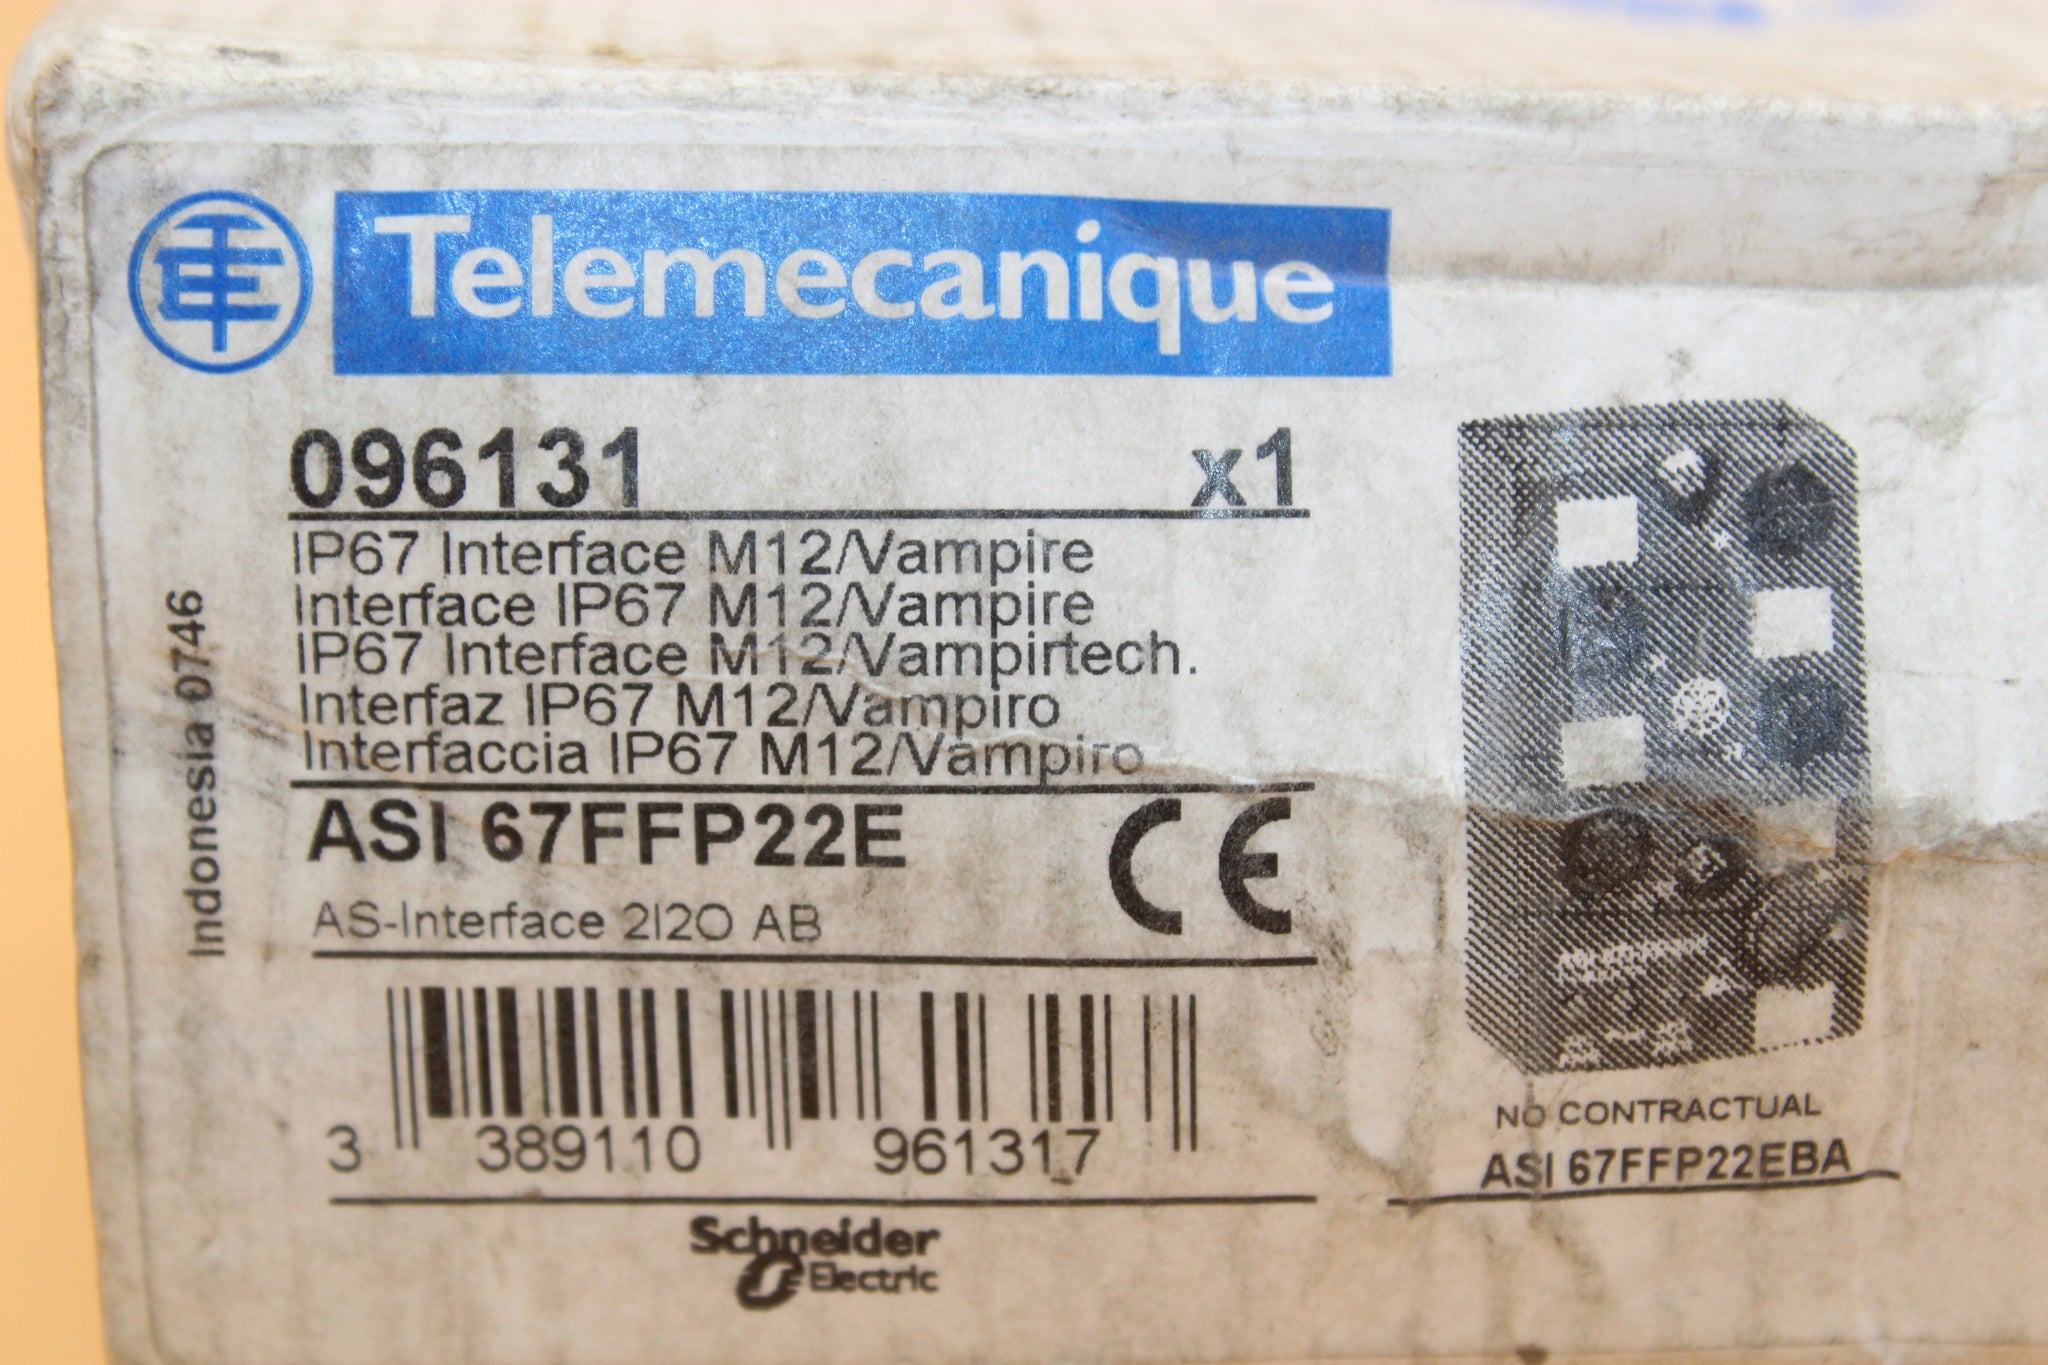 Telemecanique
096131 x1
IP67 Interface M12/Vampire
Interface IP67 M12/Vampire
IP67 Interface M12/Vampirtech.
Interfaz IP67 M12/Vampiro
Interfaccia IP67 M12/Vampiro
Indonesia 0746
ASI 67FFP22E CE
AS-Interface 2I2O AB
3 389110 961317
NO CONTRACTUAL
ASI 67FFP22EBA
Schneider
Electric